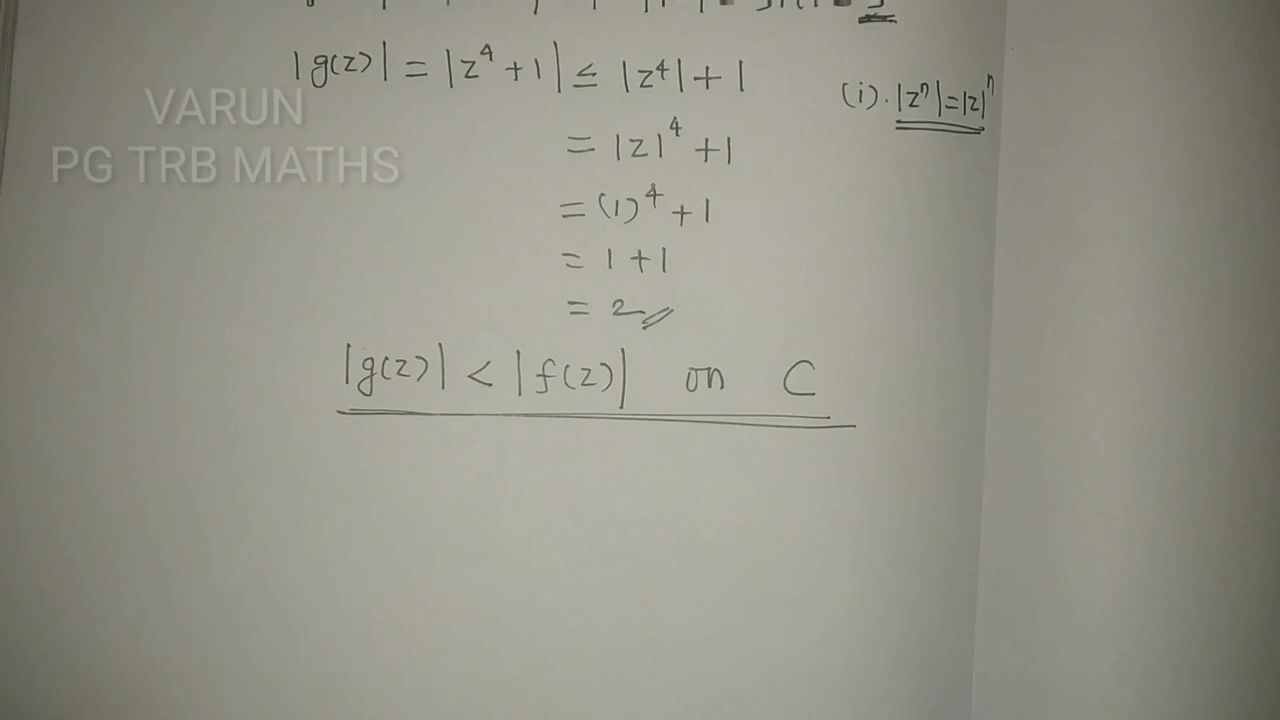 |g(z)| = |z⁴ + 1| ≤ |z⁴| + 1
(i). |zⁿ| = |z|ⁿ
VARUN
PG TRB MATHS
= |z|⁴ + 1
= (1)⁴ + 1
= 1 + 1
= 2
|g(z)| < |f(z)| on C